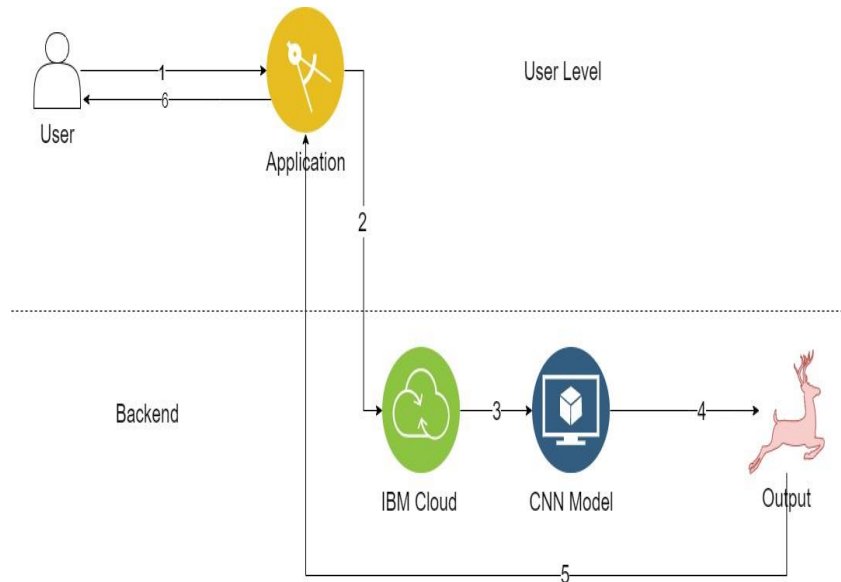 1
User Level
6
User
Application
2
Backend
3
4
IBM Cloud
CNN Model
Output
5